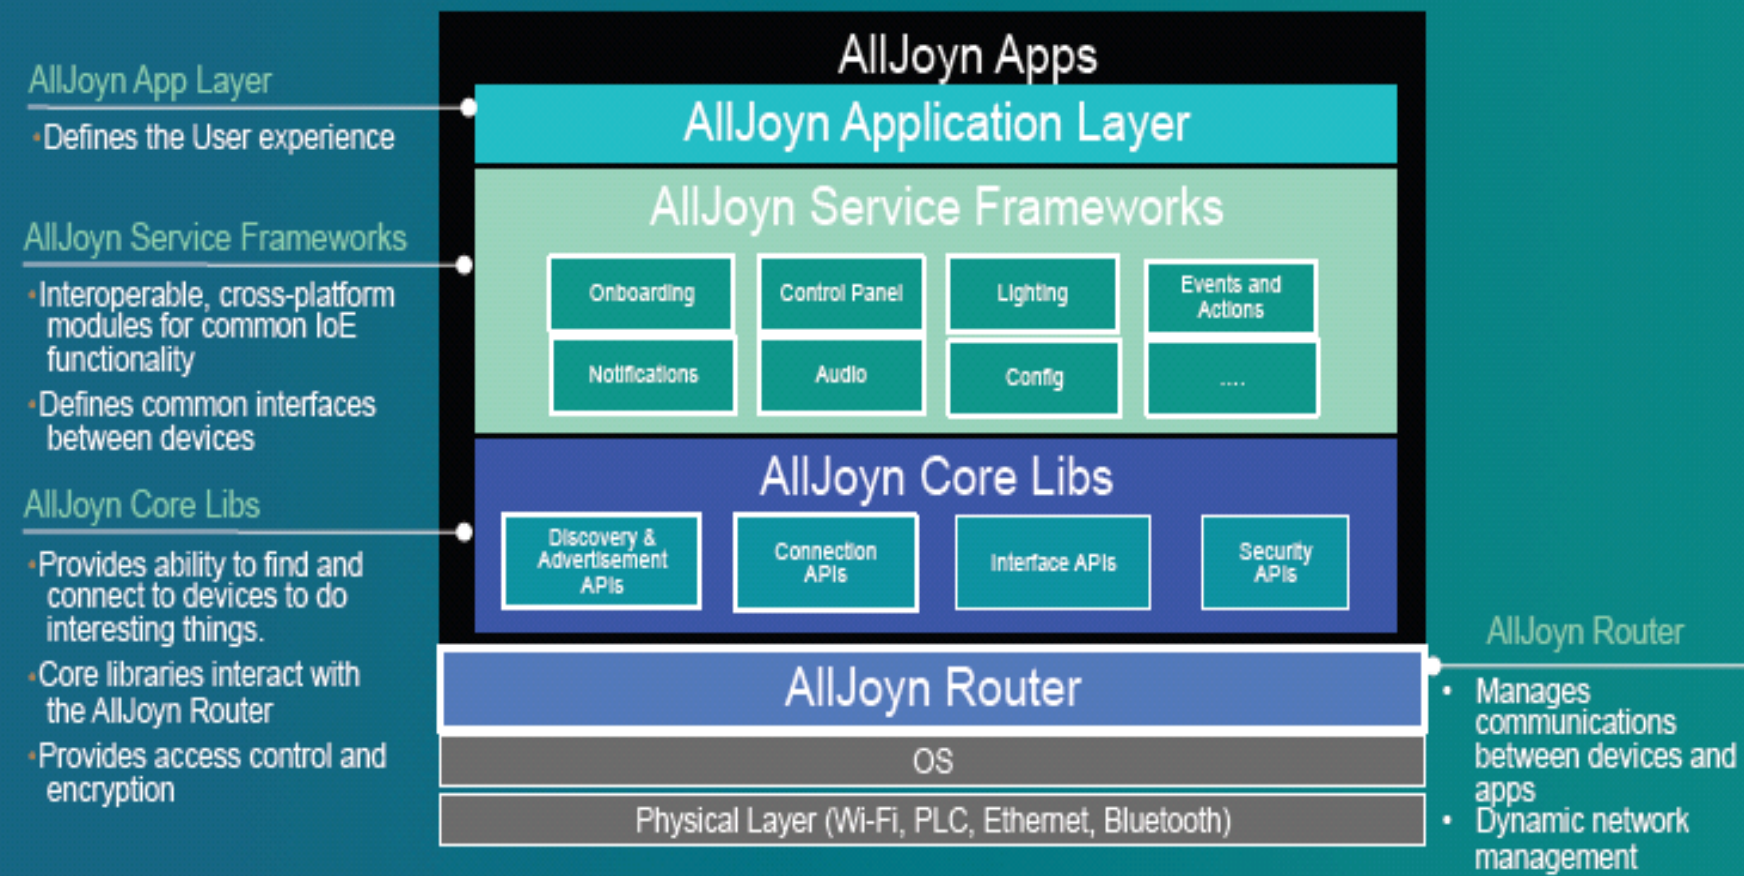 AllJoyn App Layer
•Defines the User experience
AllJoyn Service Frameworks
•Interoperable, cross-platform
modules for common IoE
functionality
•Defines common interfaces
between devices
AllJoyn Core Libs
•Provides ability to find and
connect to devices to do
interesting things.
•Core libraries interact with
the AllJoyn Router
•Provides access control and
encryption
AllJoyn Apps
AllJoyn Application Layer
AllJoyn Service Frameworks
Onboarding
Control Panel
Lighting
Events and
Actions
Notifications
Audio
Config
....
AllJoyn Core Libs
Discovery &
Advertisement
APIs
Connection
APIs
Interface APIs
Security
APIs
AllJoyn Router
OS
Physical Layer (Wi-Fi, PLC, Ethernet, Bluetooth)
AllJoyn Router
• Manages
communications
between devices and
apps
• Dynamic network
management